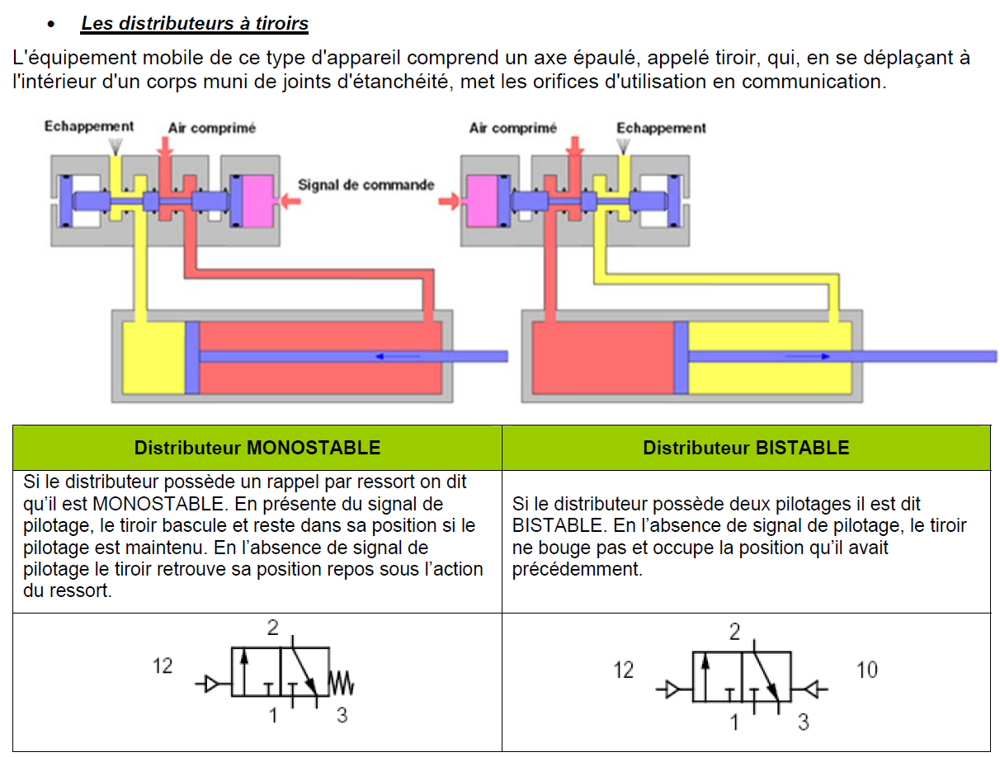 • Les distributeurs à tiroirs
L'équipement mobile de ce type d'appareil comprend un axe épaulé, appelé tiroir, qui, en se déplaçant à
l'intérieur d'un corps muni de joints d'étanchéité, met les orifices d'utilisation en communication.
Echappement Air comprimé Air comprimé Echappement
Signal de commande
Distributeur MONOSTABLE
Si le distributeur possède un rappel par ressort on dit
qu'il est MONOSTABLE. En présente du signal de
pilotage, le tiroir bascule et reste dans sa position si le
pilotage est maintenu. En l'absence de signal de
pilotage le tiroir retrouve sa position repos sous l'action
du ressort.
Distributeur BISTABLE
Si le distributeur possède deux pilotages il est dit
BISTABLE. En l'absence de signal de pilotage, le tiroir
ne bouge pas et occupe la position qu'il avait
précédemment.
2
12
1 3
2
12 10
1 3